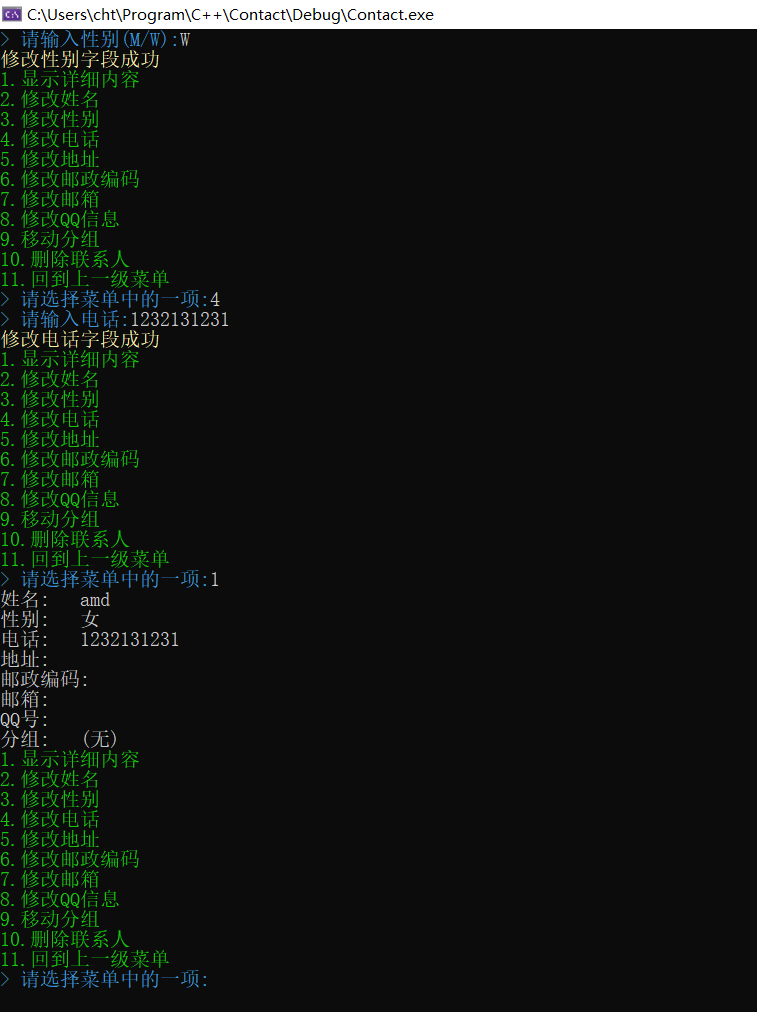 C:\Users\cht\Program\C++\Contact\Debug\Contact.exe
> 请输入性别(M/W):W
修改性别字段成功
1.显示详细内容
2.修改姓名
3.修改性别
4.修改电话
5.修改地址
6.修改邮政编码
7.修改邮箱
8.修改QQ信息
9.移动分组
10.删除联系人
11.回到上一级菜单
> 请选择菜单中的一项:4
> 请输入电话:1232131231
修改电话字段成功
1.显示详细内容
2.修改姓名
3.修改性别
4.修改电话
5.修改地址
6.修改邮政编码
7.修改邮箱
8.修改QQ信息
9.移动分组
10.删除联系人
11.回到上一级菜单
> 请选择菜单中的一项:1
姓名: amd
性别: 女
电话: 1232131231
地址:
邮政编码:
邮箱:
QQ号:
分组: (无)
1.显示详细内容
2.修改姓名
3.修改性别
4.修改电话
5.修改地址
6.修改邮政编码
7.修改邮箱
8.修改QQ信息
9.移动分组
10.删除联系人
11.回到上一级菜单
> 请选择菜单中的一项: